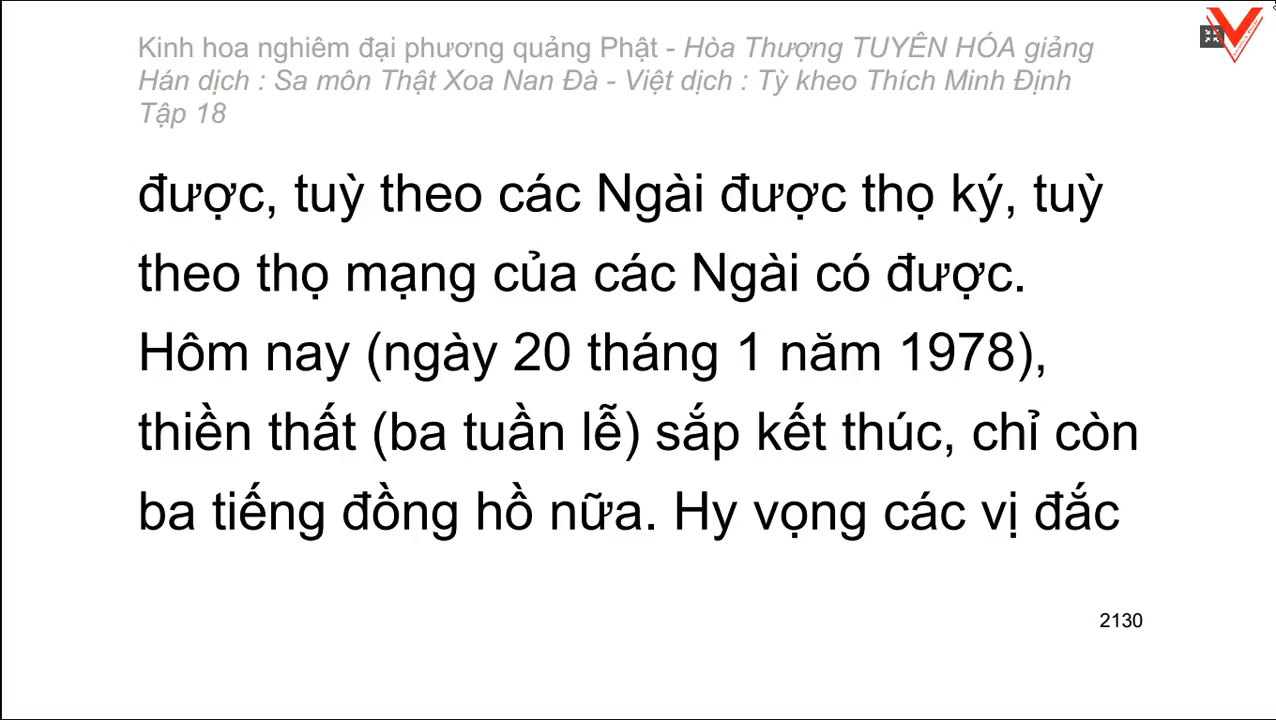 Kinh hoa nghiêm đại phương quảng Phật - Hòa Thượng TUYÊN HÓA giảng
Hán dịch : Sa môn Thật Xoa Nan Đà - Việt dịch : Tỳ kheo Thích Minh Định
Tập 18
được, tuỳ theo các Ngài được thọ ký, tuỳ
theo thọ mạng của các Ngài có được.
Hôm nay (ngày 20 tháng 1 năm 1978),
thiền thất (ba tuần lễ) sắp kết thúc, chỉ còn
ba tiếng đồng hồ nữa. Hy vọng các vị đắc
2130